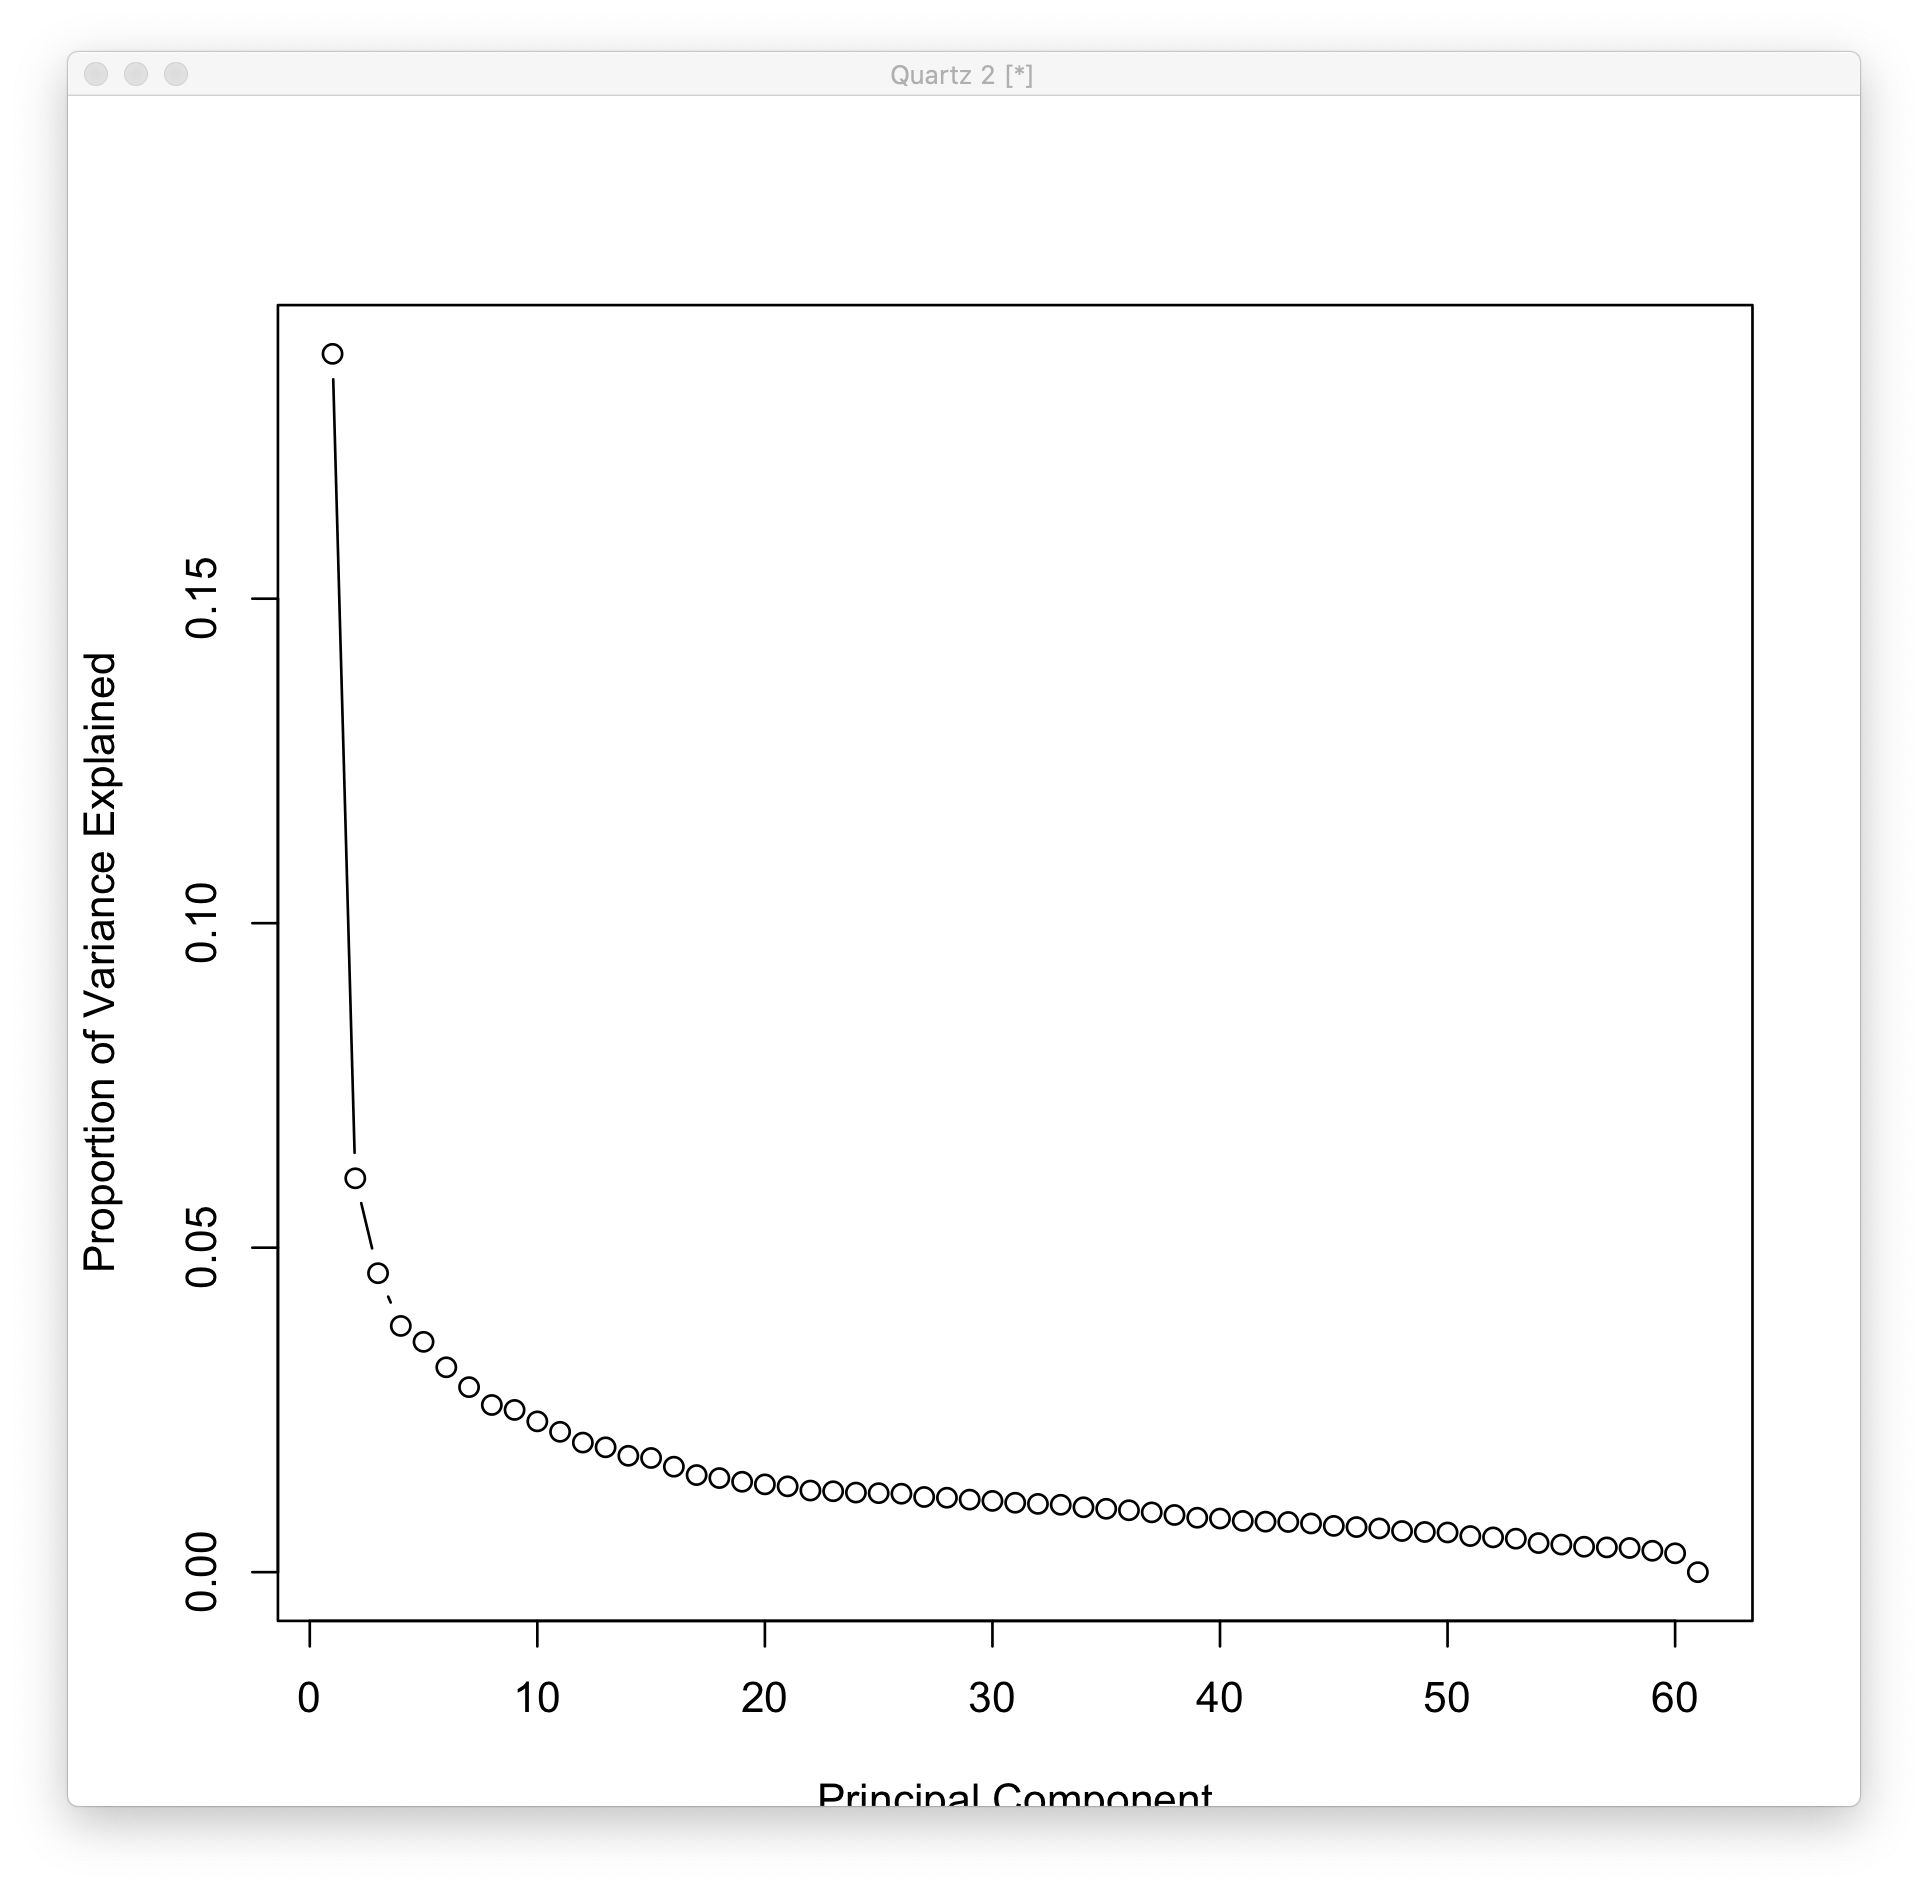 Quartz 2 [*]
Proportion of Variance Explained
0.15
0.10
0.05
0.00
0 10 20 30 40 50 60
Principal Component